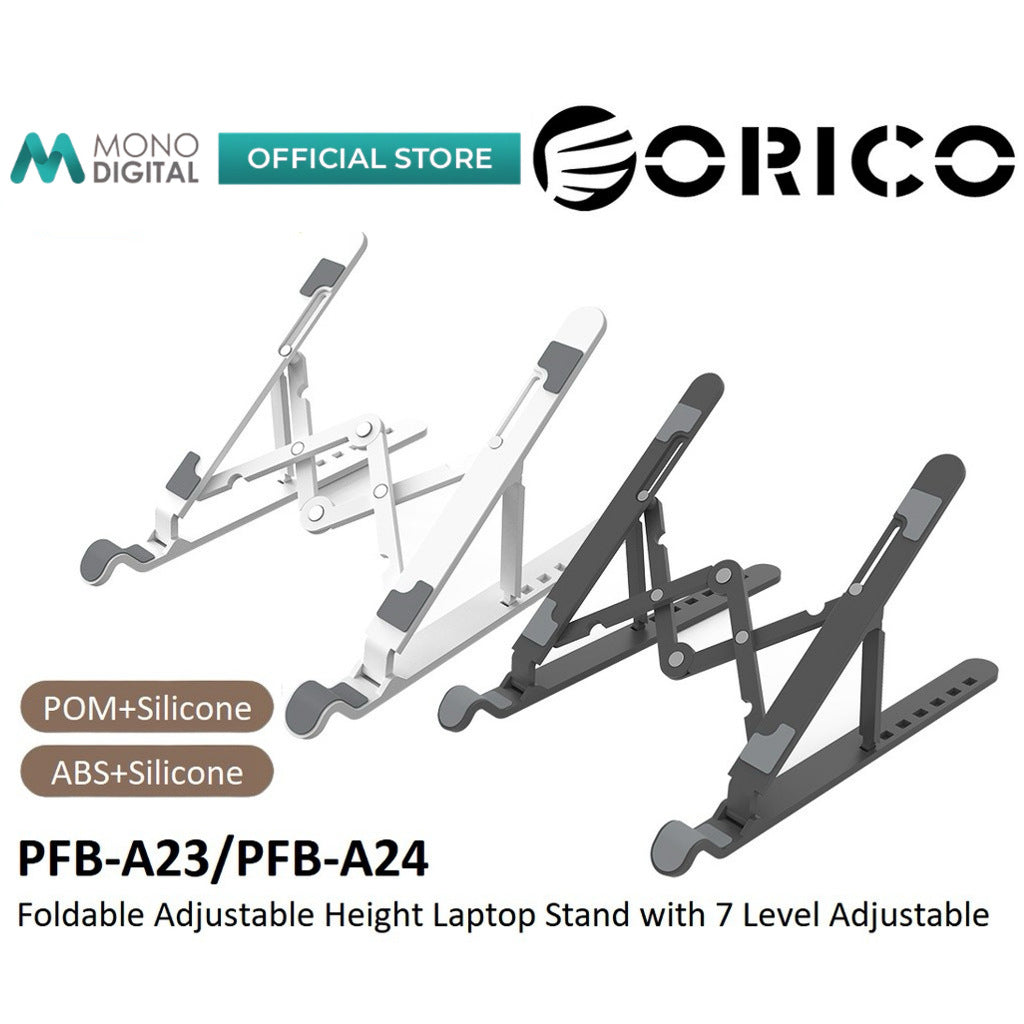 MONO
DIGITAL
OFFICIAL STORE
ORICO
POM+Silicone
ABS+Silicone
PFB-A23/PFB-A24
Foldable Adjustable Height Laptop Stand with 7 Level Adjustable